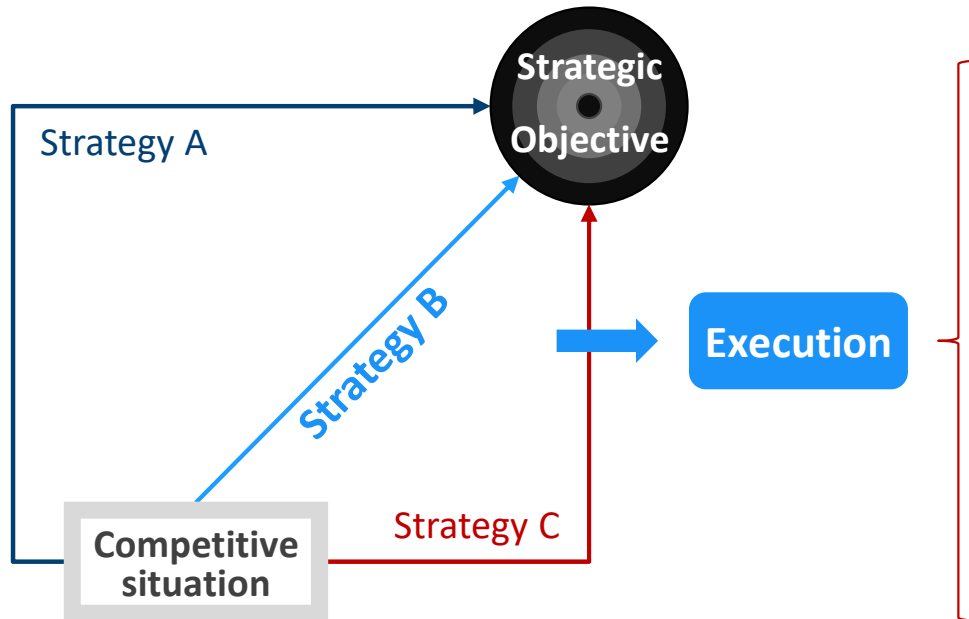 Strategic
Objective
Strategy A
Strategy B
Execution
Strategy C
Competitive
situation